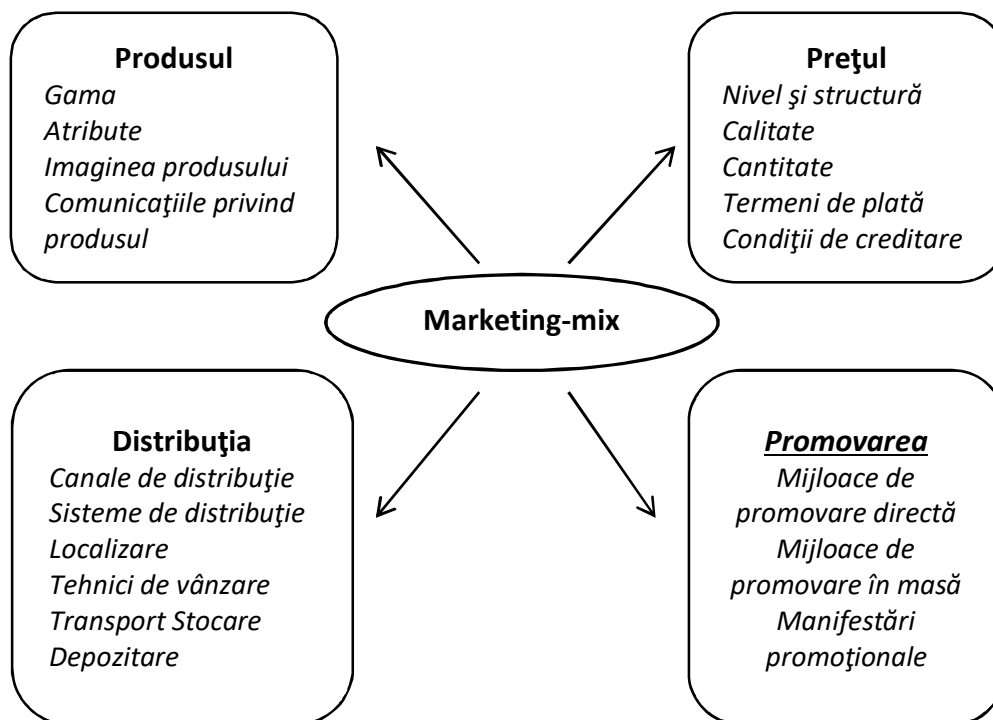 Produsul
Gama
Atribute
Imaginea produsului
Comunicaţiile privind
produsul
Preţul
Nivel şi structură
Calitate
Cantitate
Termeni de plată
Condiţii de creditare
Marketing-mix
Distribuţia
Canale de distribuţie
Sisteme de distribuţie
Localizare
Tehnici de vânzare
Transport Stocare
Depozitare
Promovarea
Mijloace de
promovare directă
Mijloace de
promovare în masă
Manifestări
promoţionale